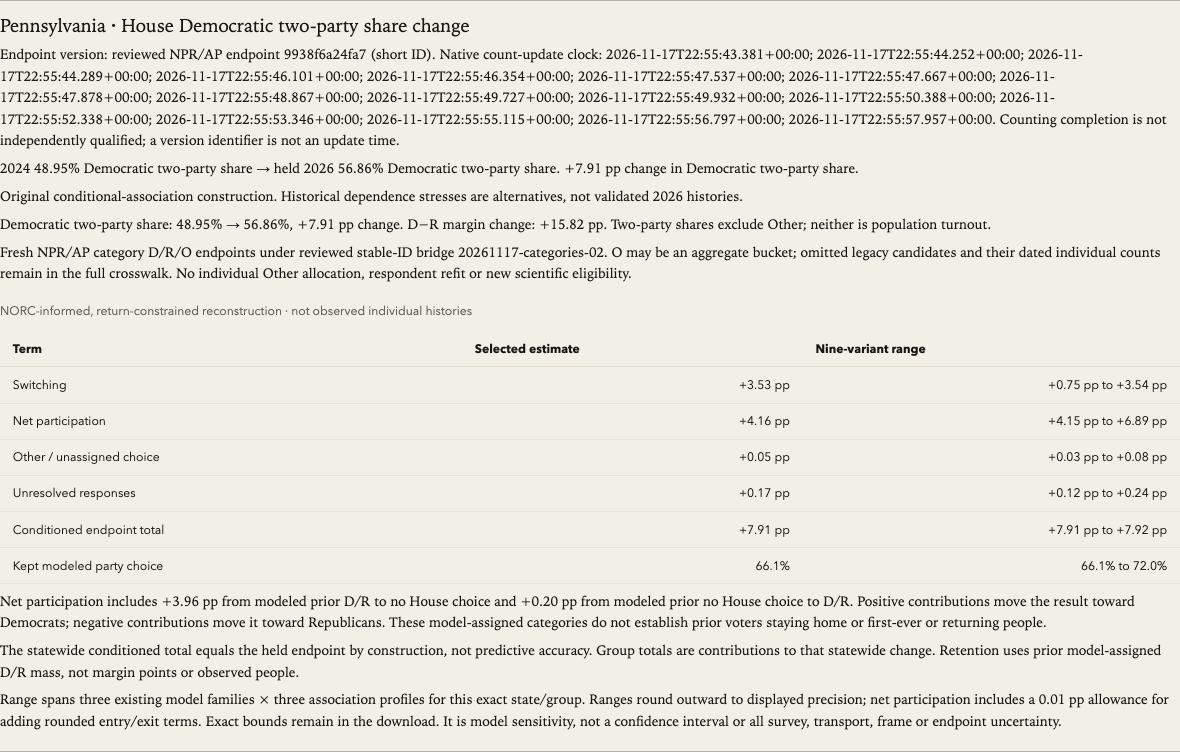 Pennsylvania · House Democratic two-party share change
Endpoint version: reviewed NPR/AP endpoint 9938f6a24fa7 (short ID). Native count-update clock: 2026-11-17T22:55:43.381+00:00; 2026-11-17T22:55:44.252+00:00; 2026-11-
17T22:55:44.289+00:00; 2026-11-17T22:55:46.101+00:00; 2026-11-17T22:55:46.354+00:00; 2026-11-17T22:55:47.537+00:00; 2026-11-17T22:55:47.667+00:00; 2026-11-
17T22:55:47.878+00:00; 2026-11-17T22:55:48.867+00:00; 2026-11-17T22:55:49.727+00:00; 2026-11-17T22:55:49.932+00:00; 2026-11-17T22:55:50.388+00:00; 2026-11-
17T22:55:52.338+00:00; 2026-11-17T22:55:53.346+00:00; 2026-11-17T22:55:55.115+00:00; 2026-11-17T22:55:56.797+00:00; 2026-11-17T22:55:57.957+00:00. Counting completion is not
independently qualified; a version identifier is not an update time.
2024 48.95% Democratic two-party share → held 2026 56.86% Democratic two-party share. +7.91 pp change in Democratic two-party share.
Original conditional-association construction. Historical dependence stresses are alternatives, not validated 2026 histories.
Democratic two-party share: 48.95% → 56.86%, +7.91 pp change. D−R margin change: +15.82 pp. Two-party shares exclude Other; neither is population turnout.
Fresh NPR/AP category D/R/O endpoints under reviewed stable-ID bridge 20261117-categories-02. O may be an aggregate bucket; omitted legacy candidates and their dated individual counts
remain in the full crosswalk. No individual Other allocation, respondent refit or new scientific eligibility.
NORC-informed, return-constrained reconstruction · not observed individual histories
Term Selected estimate Nine-variant range
Switching +3.53 pp +0.75 pp to +3.54 pp
Net participation +4.16 pp +4.15 pp to +6.89 pp
Other / unassigned choice +0.05 pp +0.03 pp to +0.08 pp
Unresolved responses +0.17 pp +0.12 pp to +0.24 pp
Conditioned endpoint total +7.91 pp +7.91 pp to +7.92 pp
Kept modeled party choice 66.1% 66.1% to 72.0%
Net participation includes +3.96 pp from modeled prior D/R to no House choice and +0.20 pp from modeled prior no House choice to D/R. Positive contributions move the result toward
Democrats; negative contributions move it toward Republicans. These model-assigned categories do not establish prior voters staying home or first-ever or returning people.
The statewide conditioned total equals the held endpoint by construction, not predictive accuracy. Group totals are contributions to that statewide change. Retention uses prior model-assigned
D/R mass, not margin points or observed people.
Range spans three existing model families × three association profiles for this exact state/group. Ranges round outward to displayed precision; net participation includes a 0.01 pp allowance for
adding rounded entry/exit terms. Exact bounds remain in the download. It is model sensitivity, not a confidence interval or all survey, transport, frame or endpoint uncertainty.